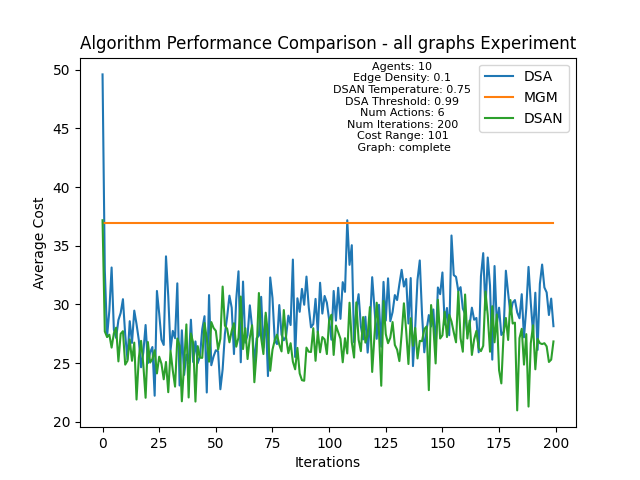 Algorithm Performance Comparison - all graphs Experiment
Agents: 10
Edge Density: 0.1
DSAN Temperature: 0.75
DSA Threshold: 0.99
Num Actions: 6
Num Iterations: 200
Cost Range: 101
Graph: complete
DSA
MGM
DSAN
Average Cost
50
45
40
35
30
25
20
0
25
50
75
100
125
150
175
200
Iterations